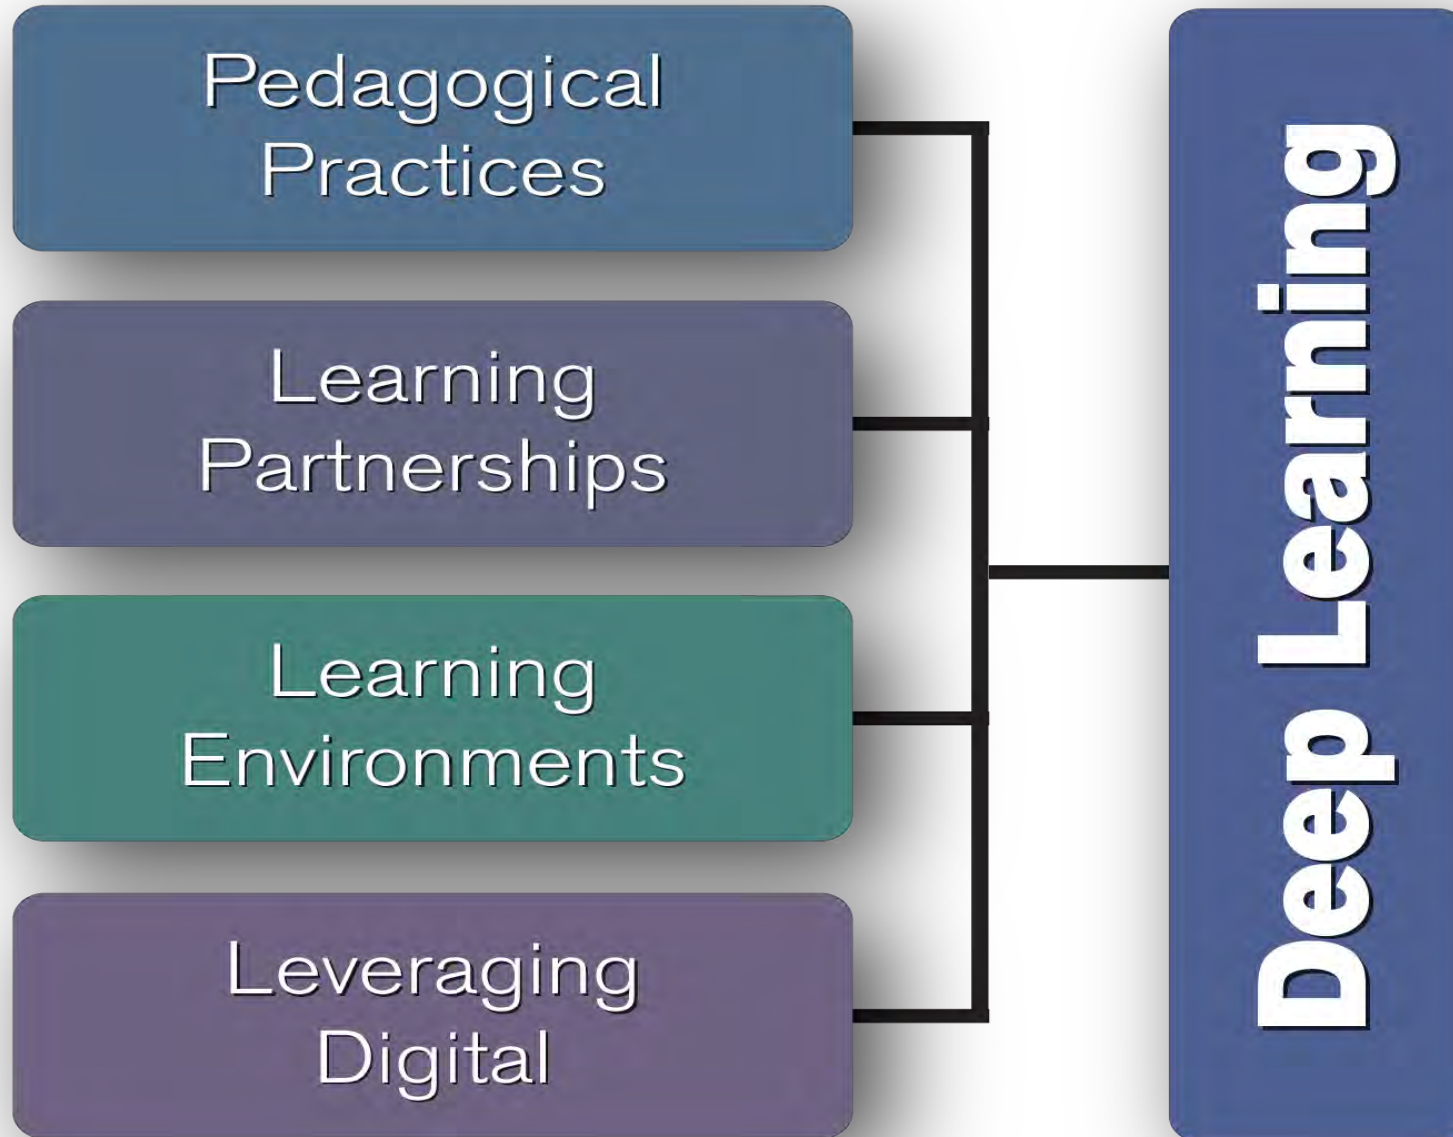 Pedagogical
Practices
Learning
Partnerships
Learning
Environments
Leveraging
Digital
Deep Learning